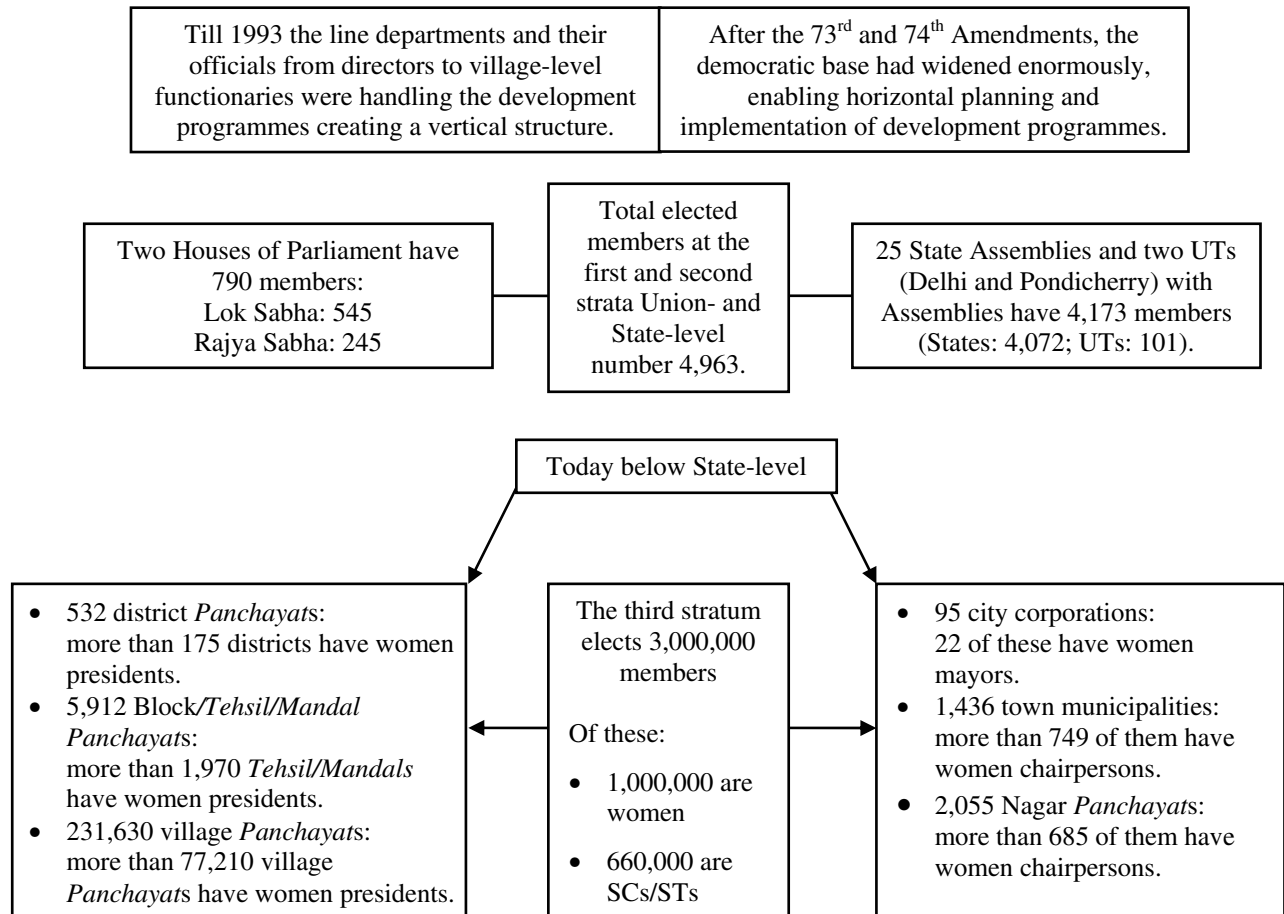 Till 1993 the line departments and their
officials from directors to village-level
functionaries were handling the development
programmes creating a vertical structure.
After the 73rd and 74th Amendments, the
democratic base had widened enormously,
enabling horizontal planning and
implementation of development programmes.
Two Houses of Parliament have
790 members:
Lok Sabha: 545
Rajya Sabha: 245
Total elected
members at the
first and second
strata Union- and
State-level
number 4,963.
25 State Assemblies and two UTs
(Delhi and Pondicherry) with
Assemblies have 4,173 members
(States: 4,072; UTs: 101).
Today below State-level
• 532 district Panchayats:
more than 175 districts have women
presidents.
• 5,912 Block/Tehsil/Mandal
Panchayats:
more than 1,970 Tehsil/Mandals
have women presidents.
• 231,630 village Panchayats:
more than 77,210 village
Panchayats have women presidents.
The third stratum
elects 3,000,000
members
Of these:
• 1,000,000 are
women
• 660,000 are
SCs/STs
• 95 city corporations:
22 of these have women
mayors.
• 1,436 town municipalities:
more than 749 of them have
women chairpersons.
• 2,055 Nagar Panchayats:
more than 685 of them have
women chairpersons.